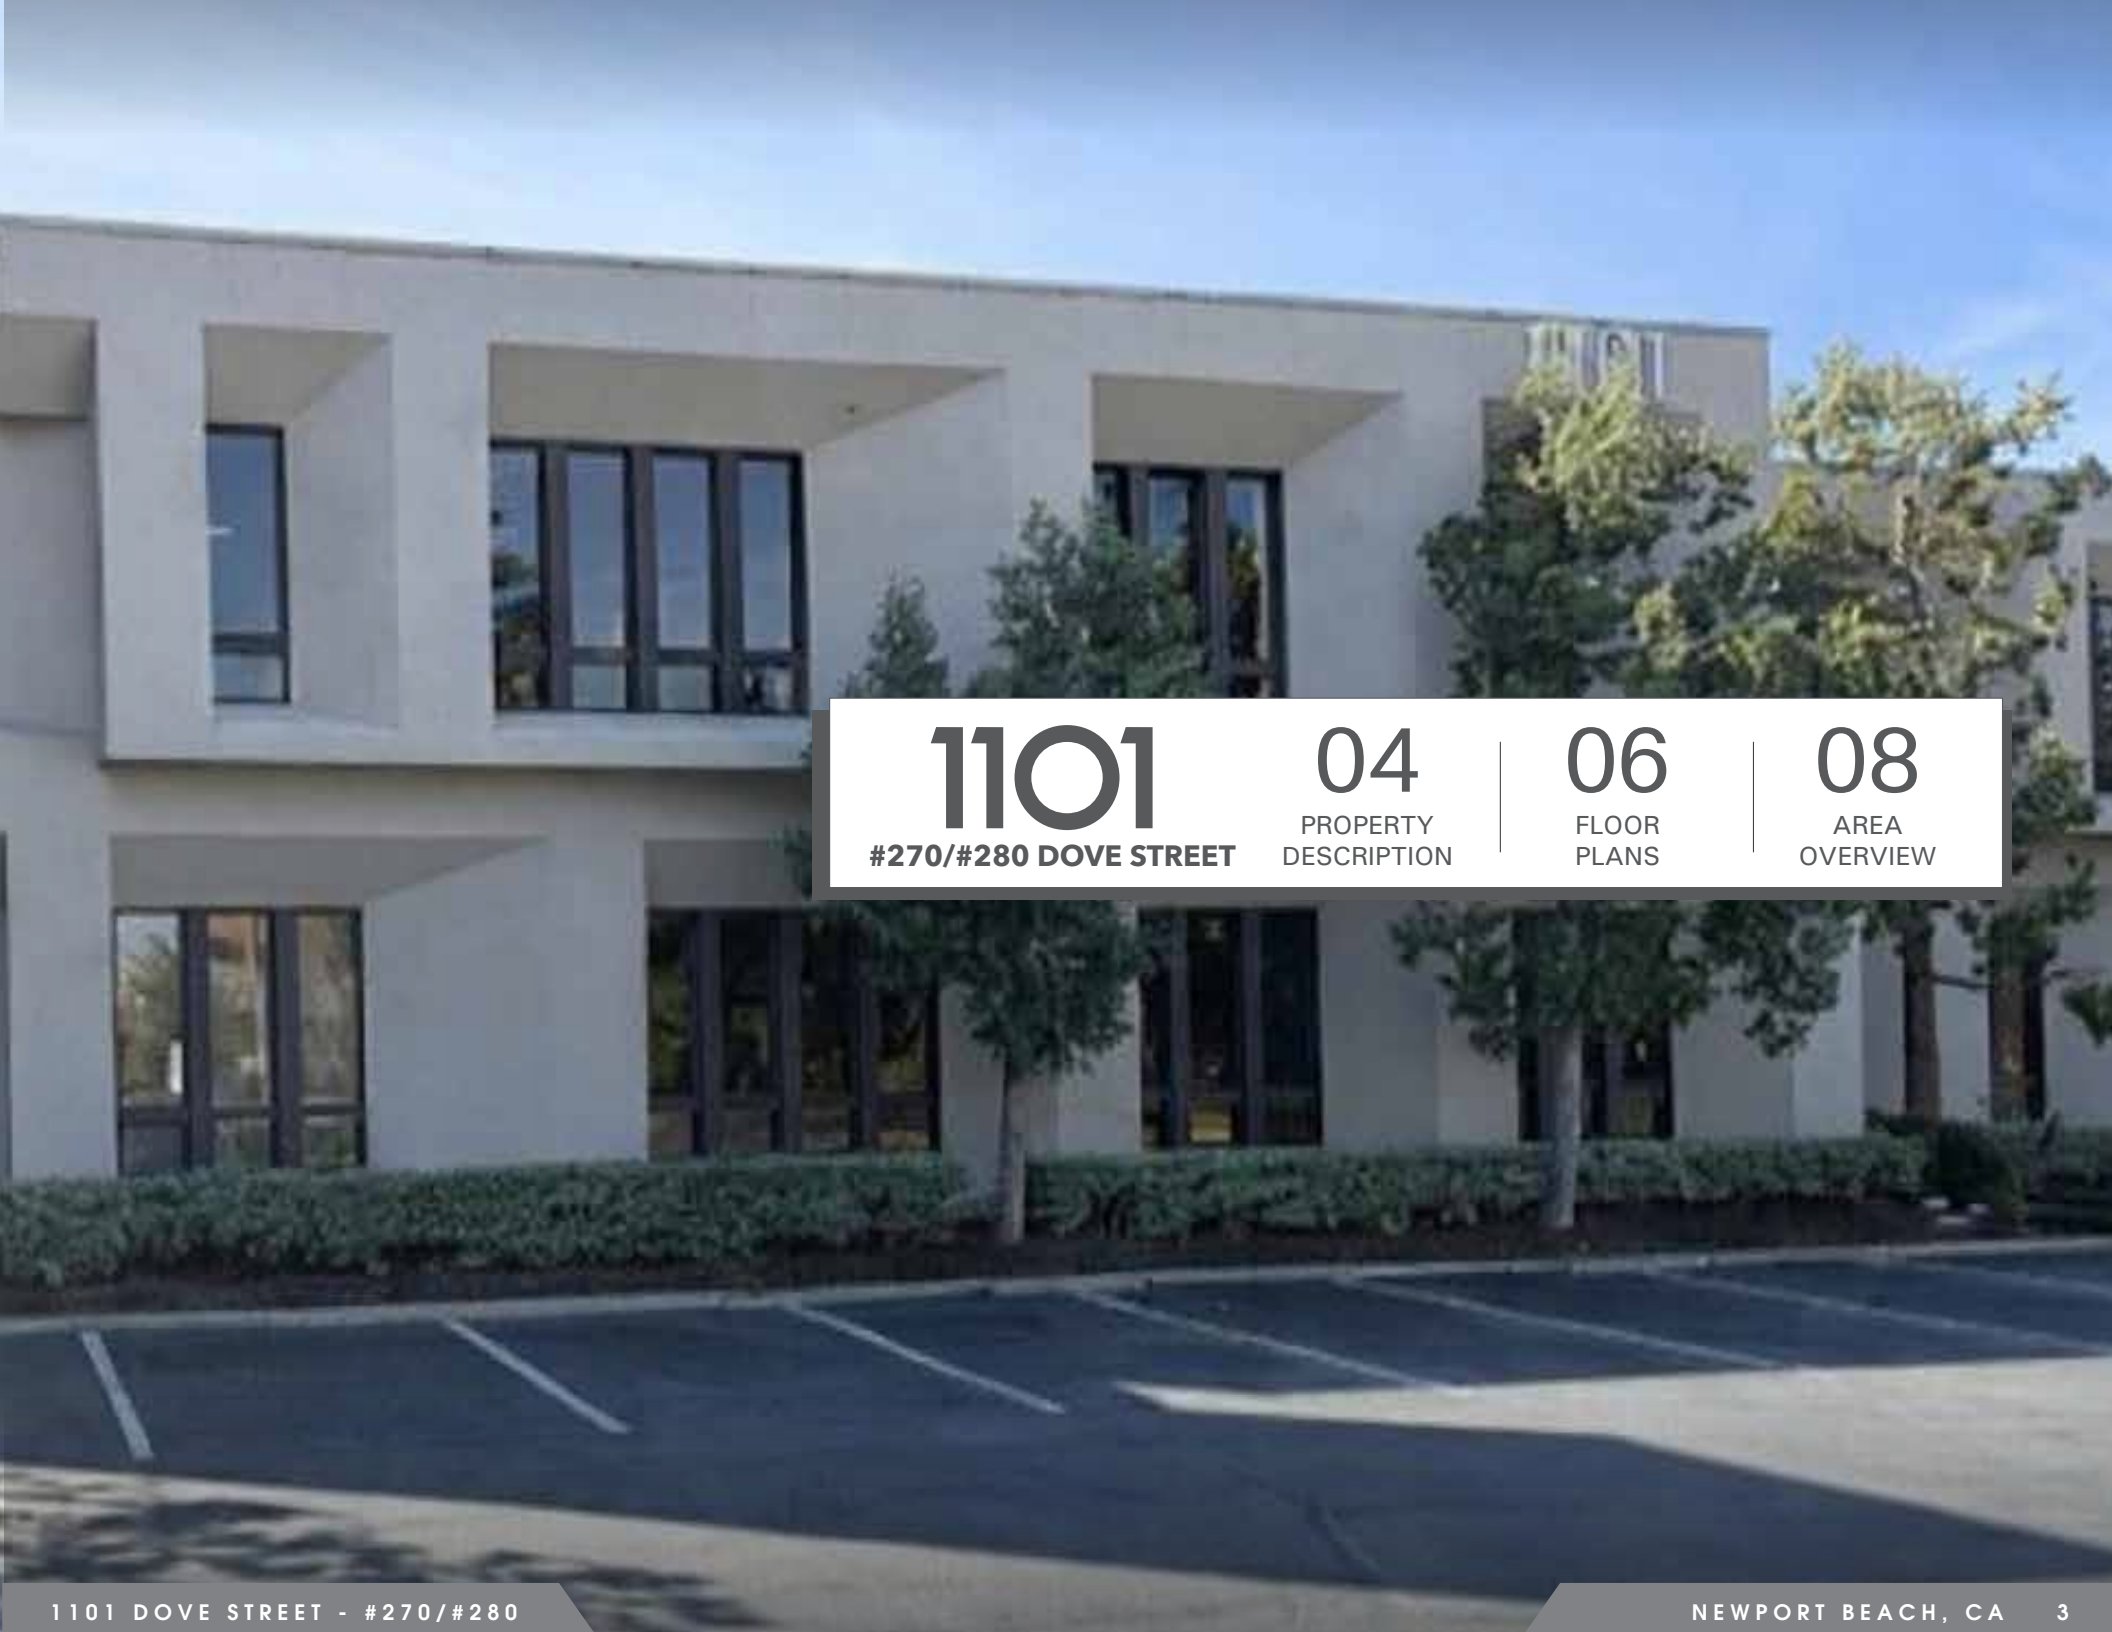 1101
1101
#270/#280 DOVE STREET
04
PROPERTY
DESCRIPTION
06
FLOOR
PLANS
08
AREA
OVERVIEW
1101 DOVE STREET - #270/#280
NEWPORT BEACH, CA 3